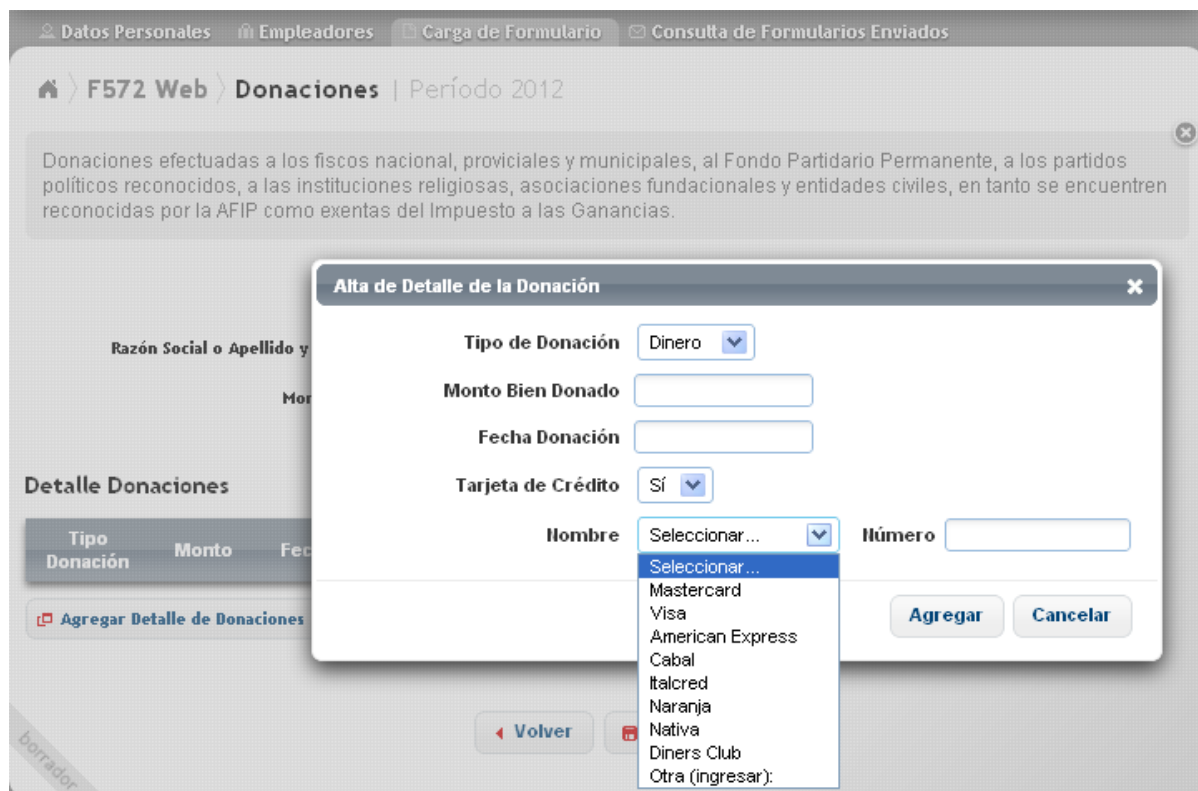 Datos Personales Empleadores Carga de Formulario Consulta de Formularios Enviados
F572 Web Donaciones | Período 2012
Donaciones efectuadas a los fiscos nacional, proviciales y municipales, al Fondo Partidario Permanente, a los partidos
políticos reconocidos, a las instituciones religiosas, asociaciones fundacionales y entidades civiles, en tanto se encuentren
reconocidas por la AFIP como exentas del Impuesto a las Ganancias.
Alta de Detalle de la Donación
Tipo de Donación Dinero
Razón Social o Apellido y
Monto Bien Donado
Fecha Donación
Detalle Donaciones
Tarjeta de Crédito Sí
Tipo
Donación
Monto
Nombre Seleccionar... Número
Seleccionar...
Mastercard
Visa
American Express
Cabal
Italcred
Naranja
Nativa
Diners Club
Otra (ingresar):
Agregar Cancelar
Agregar Detalle de Donaciones
Volver
borrador